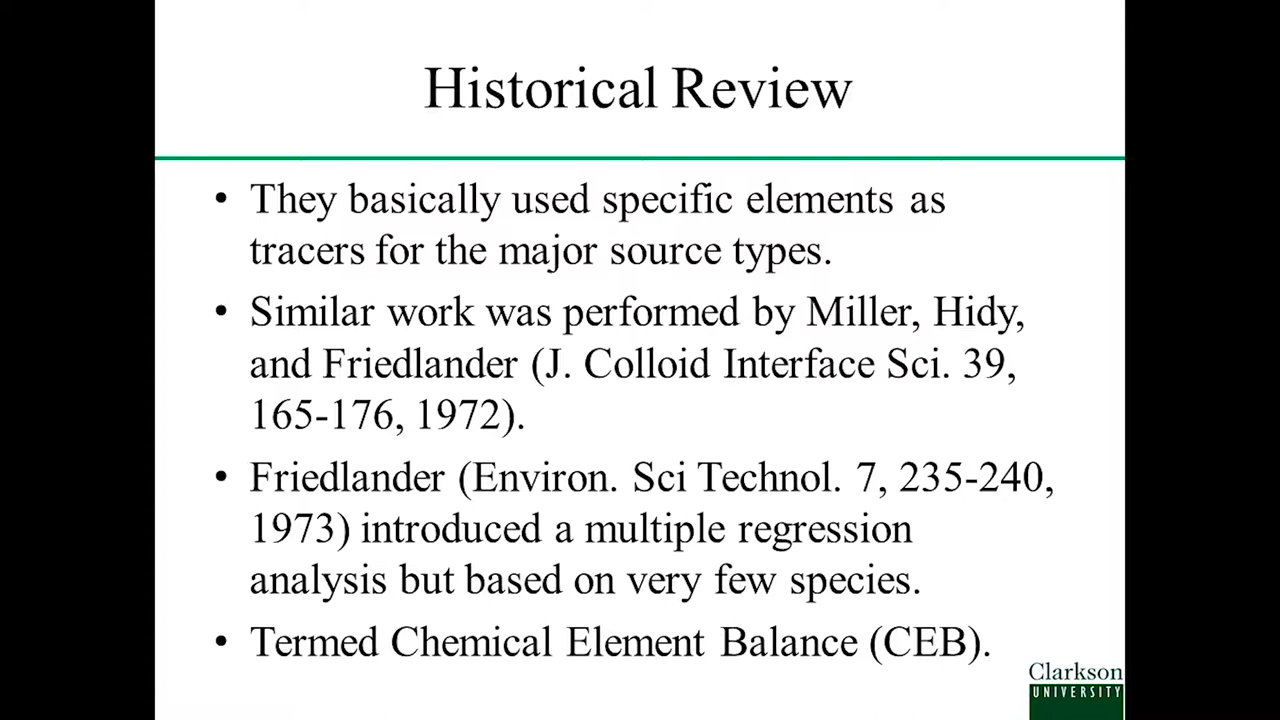 Historical Review
• They basically used specific elements as
tracers for the major source types.
• Similar work was performed by Miller, Hidy,
and Friedlander (J. Colloid Interface Sci. 39,
165-176, 1972).
• Friedlander (Environ. Sci Technol. 7, 235-240,
1973) introduced a multiple regression
analysis but based on very few species.
• Termed Chemical Element Balance (CEB).
Clarkson
UNIVERSITY